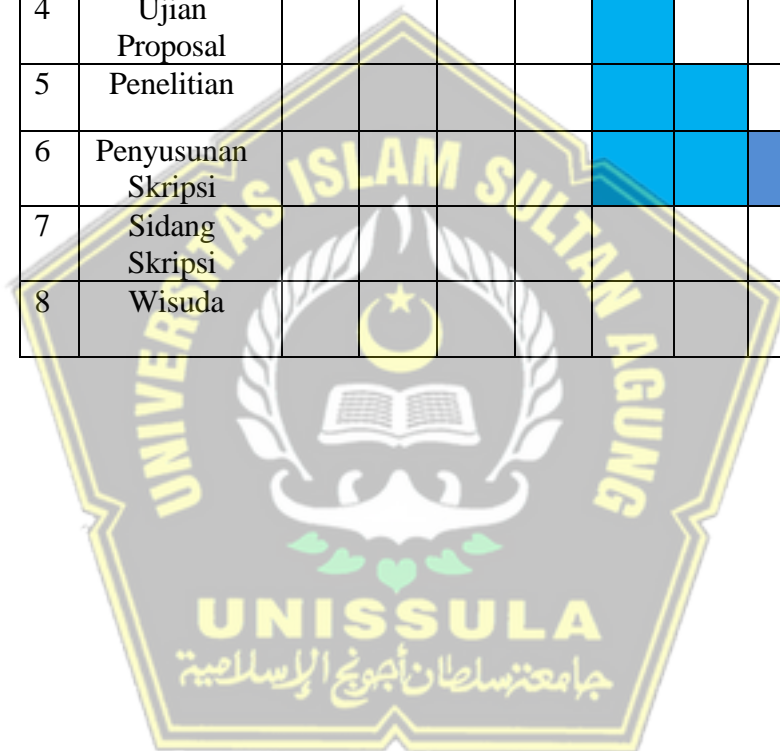 4 Ujian
Proposal
5 Penelitian
6 Penyusunan
Skripsi
7 Sidang
Skripsi
8 Wisuda
UNIVERSITAS ISLAM SULTAN AGUNG
UNISSULA
جامعة سلطان أجونج الإسلامية